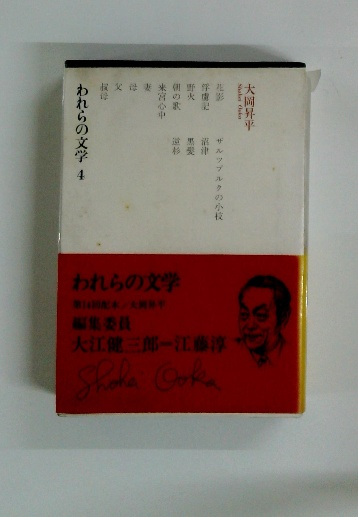 大岡昇平
Shohei Ooka
花影
俘虜記
野火
朝の歌
来宮心中
妻
母
父
叔母
ザルツブルクの小枝
沼津
黒髪
逆杉
われらの文学 4
われらの文学
第14回配本/大岡昇平
編集委員
大江健三郎=江藤淳
Shohei Ooka